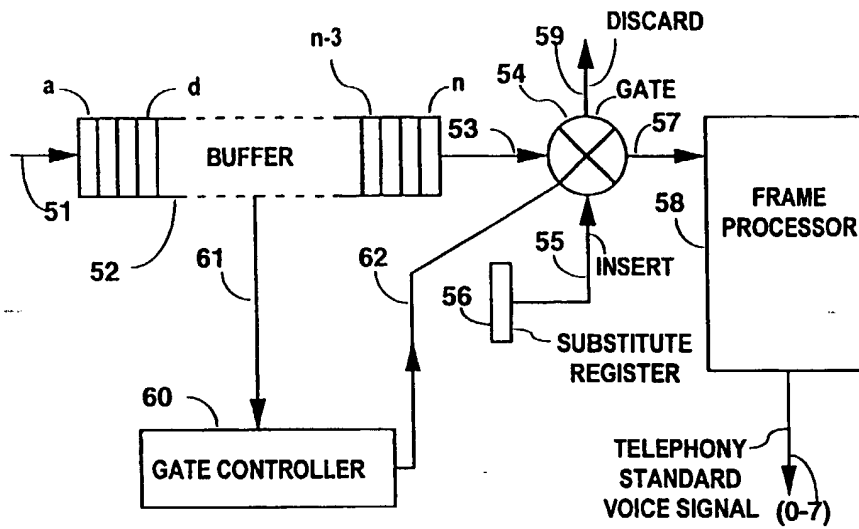 59
DISCARD
n-3
54
GATE
a
d
n
53
57
BUFFER
51
52
61
62
55
INSERT
56
SUBSTITUTE
REGISTER
58
FRAME
PROCESSOR
60
GATE CONTROLLER
TELEPHONY
STANDARD
VOICE SIGNAL
(0-7)